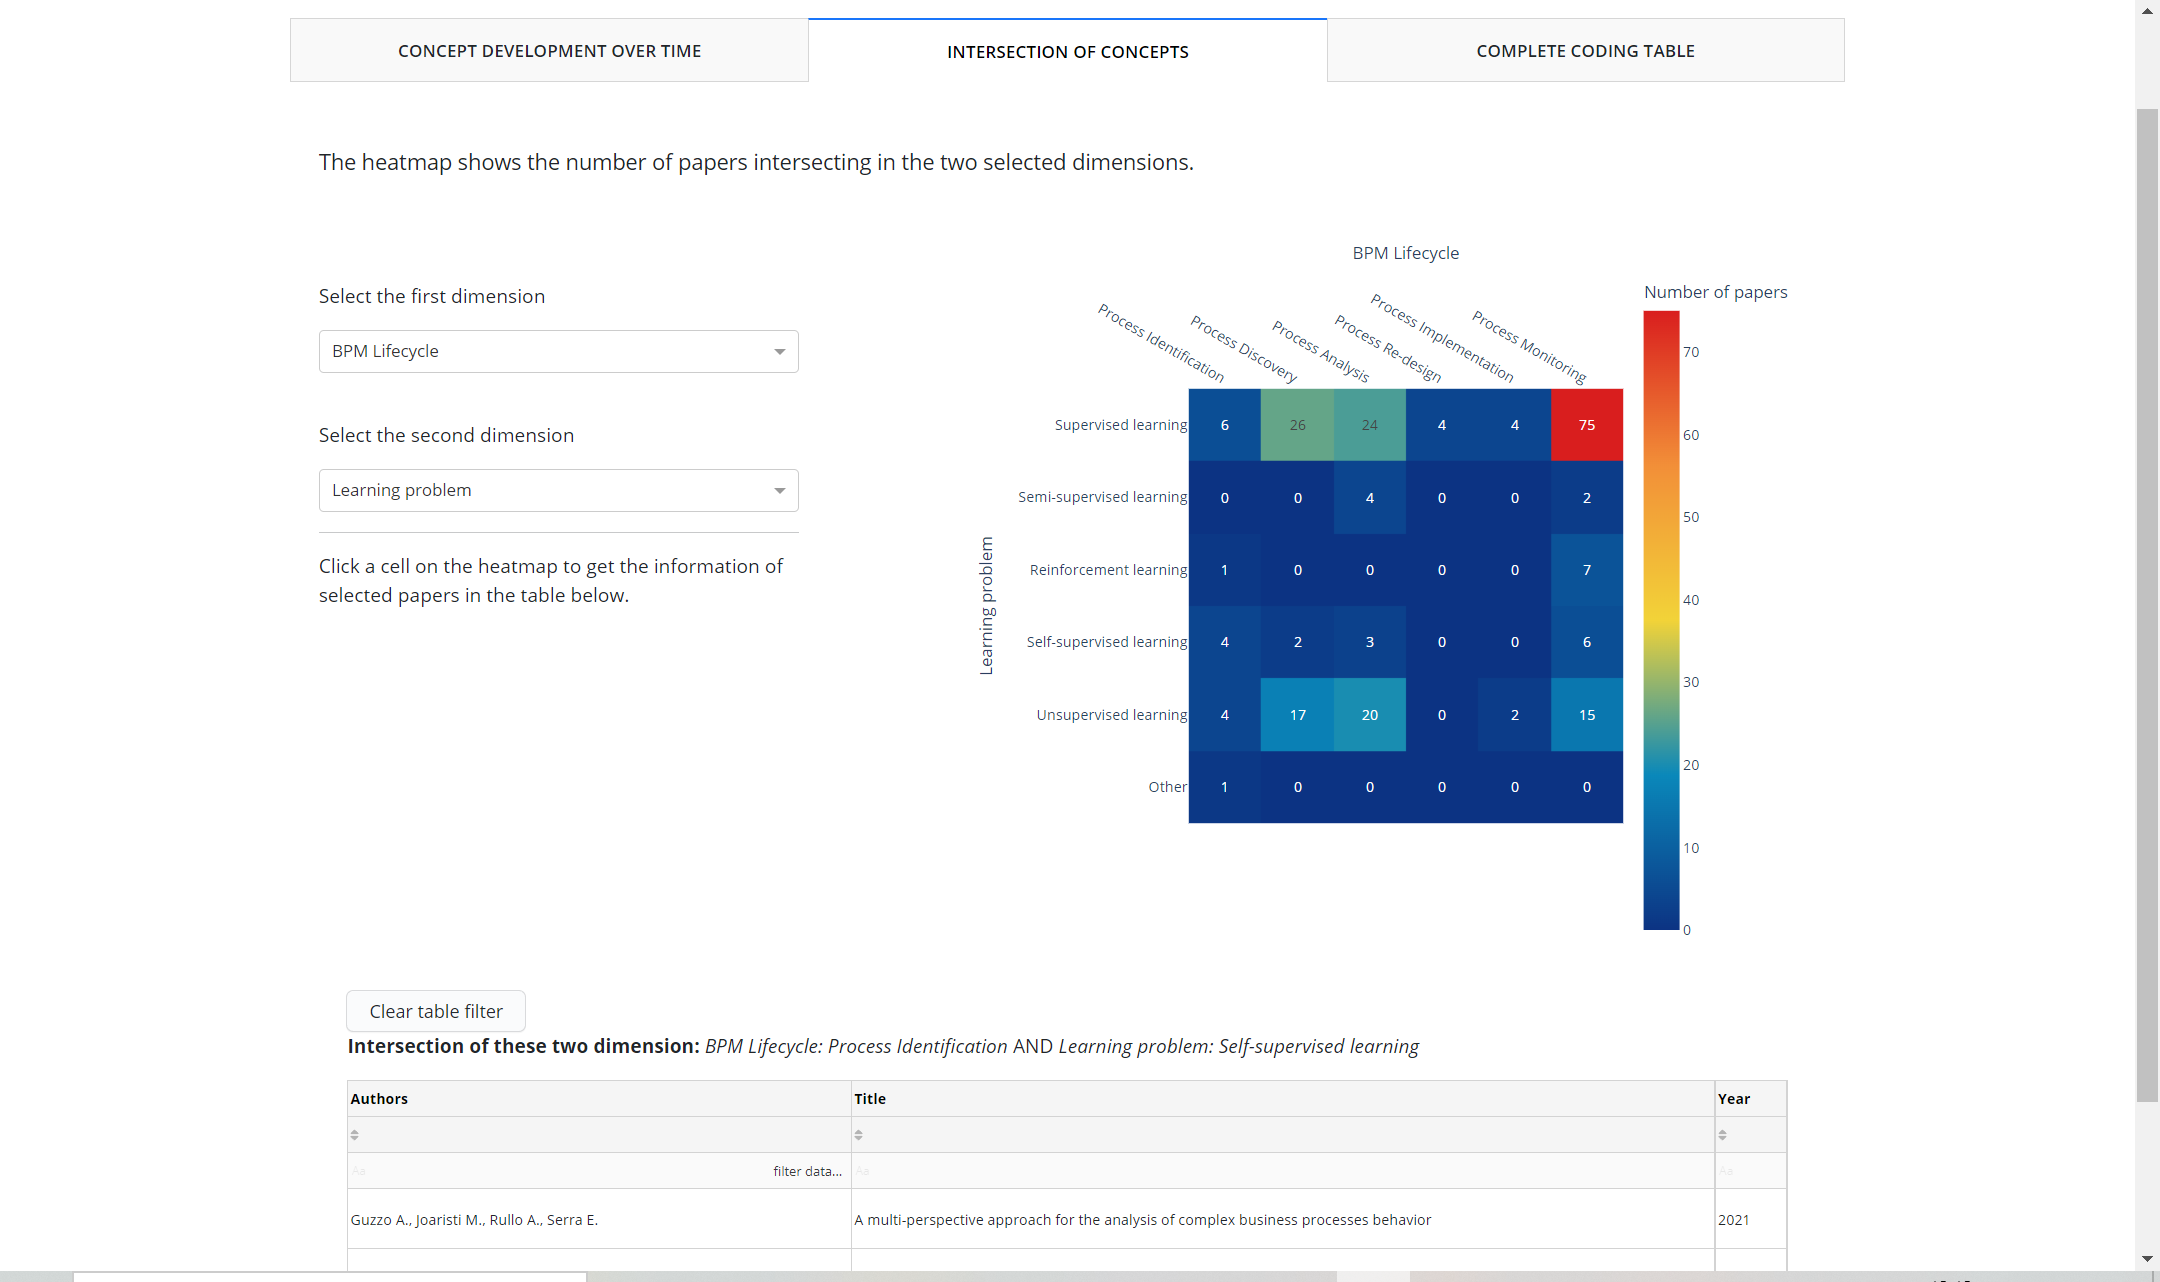 CONCEPT DEVELOPMENT OVER TIME
INTERSECTION OF CONCEPTS
COMPLETE CODING TABLE
The heatmap shows the number of papers intersecting in the two selected dimensions.
Select the first dimension
BPM Lifecycle
Select the second dimension
Learning problem
Click a cell on the heatmap to get the information of
selected papers in the table below.
BPM Lifecycle
Process Identification
Process Discovery
Process Analysis
Process Re-design
Process Implementation
Process Monitoring
Learning problem
Supervised learning 6 26 24 4 4 75
Semi-supervised learning 0 0 4 0 0 2
Reinforcement learning 1 0 0 0 0 7
Self-supervised learning 4 2 3 0 0 6
Unsupervised learning 4 17 20 0 2 15
Other 1 0 0 0 0 0
Number of papers
70
60
50
40
30
20
10
0
Clear table filter
Intersection of these two dimension: BPM Lifecycle: Process Identification AND Learning problem: Self-supervised learning
Authors Title Year
Aa filter data... Aa Aa
Guzzo A., Joaristi M., Rullo A., Serra E. A multi-perspective approach for the analysis of complex business processes behavior 2021